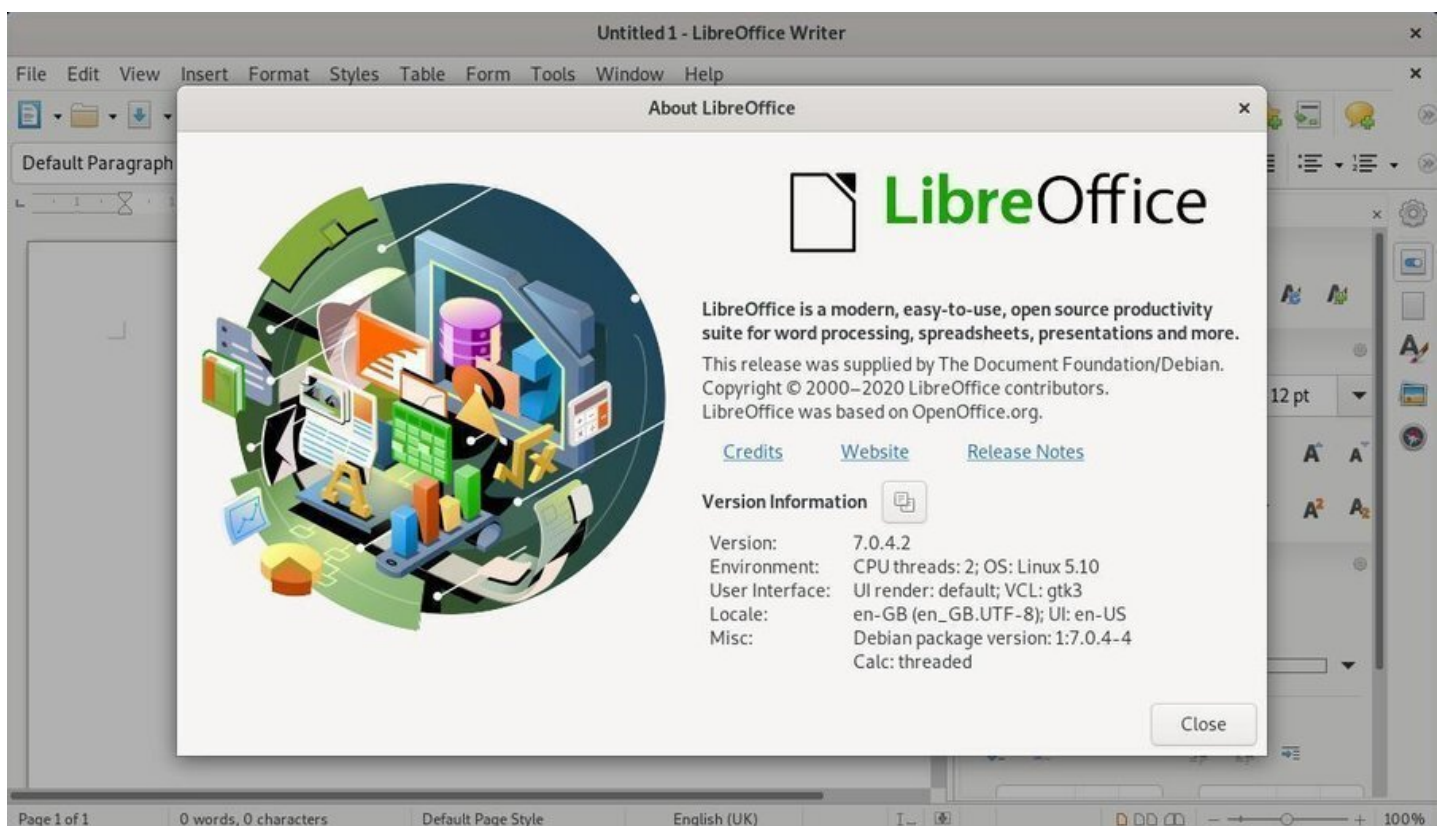 Untitled 1 - LibreOffice Writer
File Edit View Insert Format Styles Table Form Tools Window Help
About LibreOffice
Default Paragraph
LibreOffice
LibreOffice is a modern, easy-to-use, open source productivity
suite for word processing, spreadsheets, presentations and more.
This release was supplied by The Document Foundation/Debian.
Copyright © 2000–2020 LibreOffice contributors.
LibreOffice was based on OpenOffice.org.
12 pt
Credits Website Release Notes
Version Information
Version: 7.0.4.2
Environment: CPU threads: 2; OS: Linux 5.10
User Interface: UI render: default; VCL: gtk3
Locale: en-GB (en_GB.UTF-8); UI: en-US
Misc: Debian package version: 1:7.0.4-4
Calc: threaded
Close
Page 1 of 1 0 words, 0 characters Default Page Style English (UK) 100%